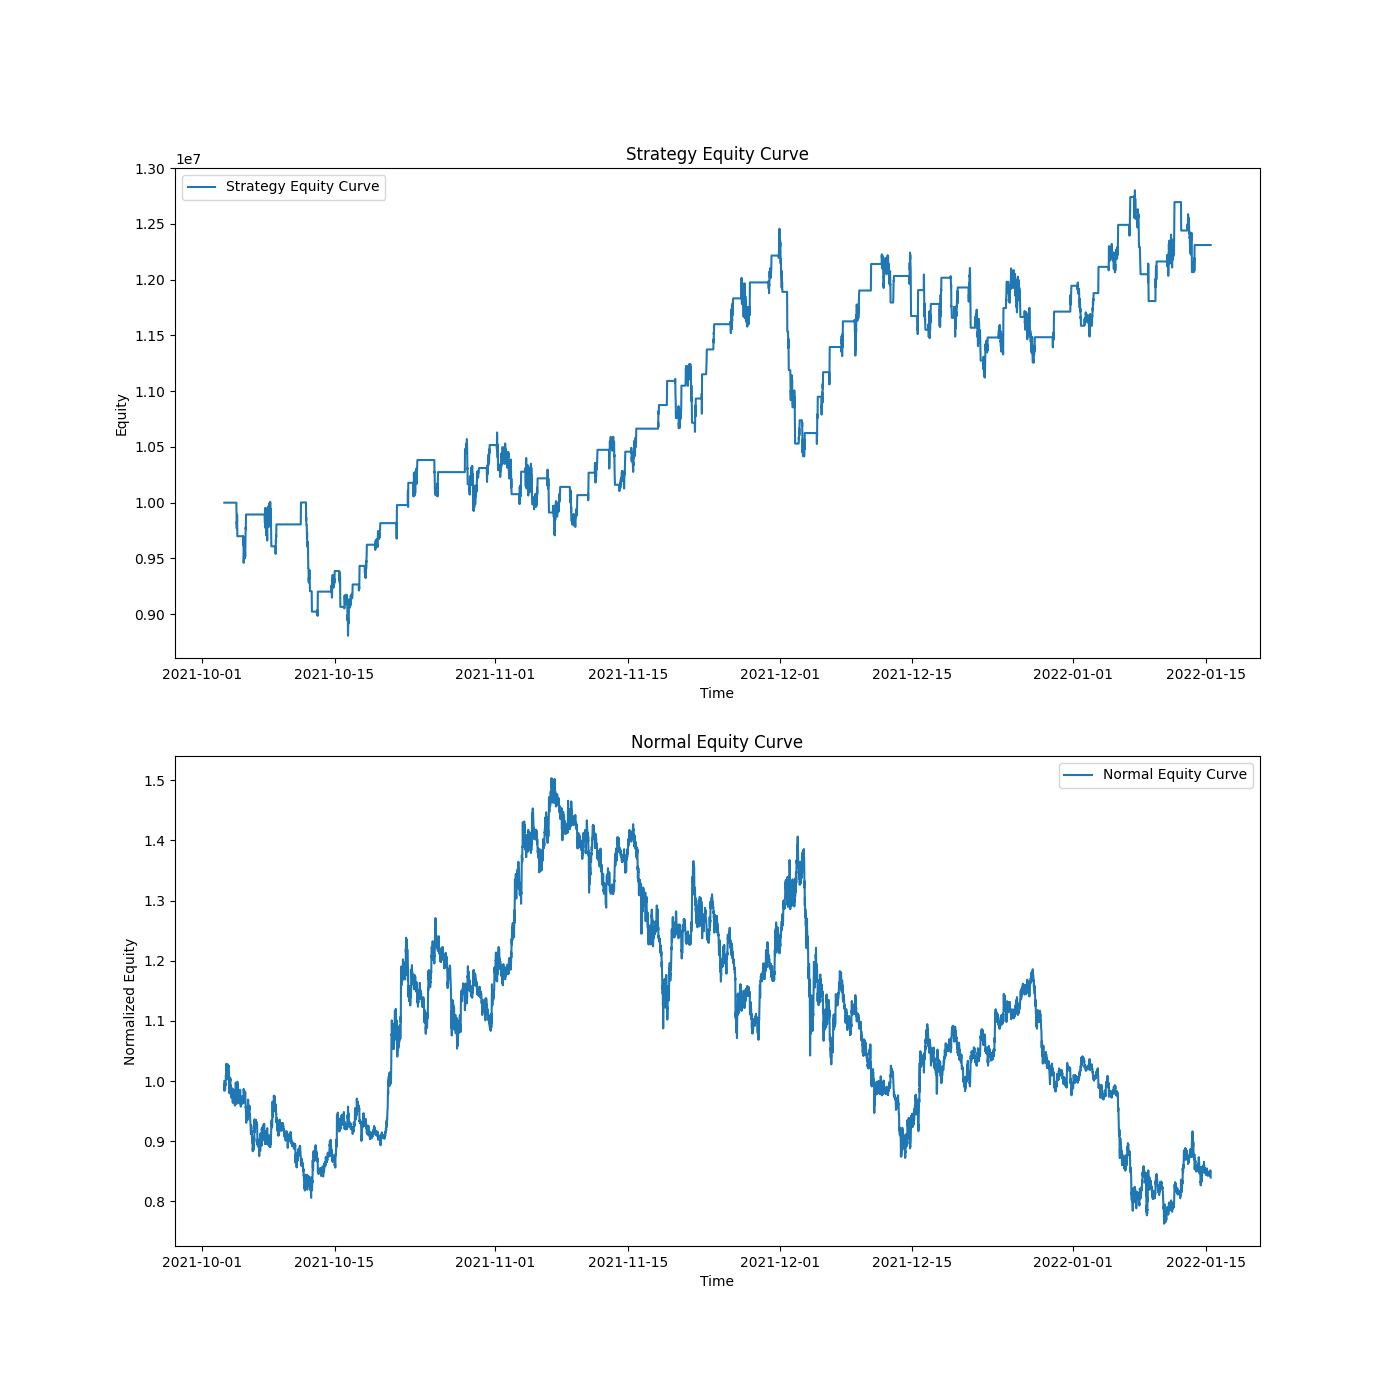 Strategy Equity Curve
1e7
Strategy Equity Curve
1.30
1.25
1.20
1.15
1.10
1.05
1.00
0.95
0.90
Equity
2021-10-01 2021-10-15 2021-11-01 2021-11-15 2021-12-01 2021-12-15 2022-01-01 2022-01-15
Time
Normal Equity Curve
Normal Equity Curve
1.5
1.4
1.3
1.2
1.1
1.0
0.9
0.8
Normalized Equity
2021-10-01 2021-10-15 2021-11-01 2021-11-15 2021-12-01 2021-12-15 2022-01-01 2022-01-15
Time